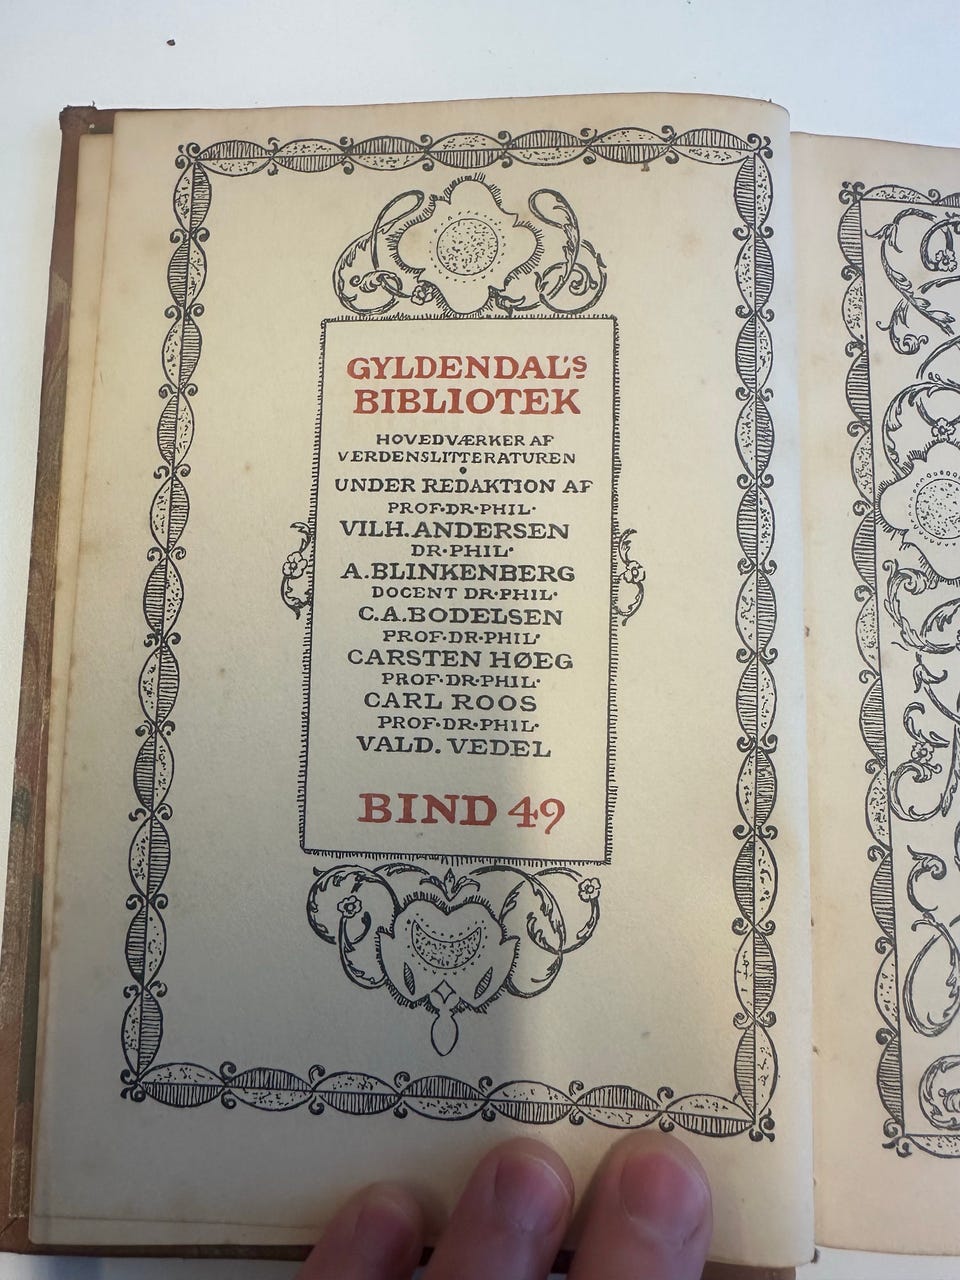 GYLDENDAL'S
BIBLIOTEK
HOVEDVÆRKER AF
VERDENSLITTERATUREN
UNDER REDAKTION AF
PROF·DR·PHIL·
VILH. ANDERSEN
DR·PHIL·
A. BLINKENBERG
DOCENT DR·PHIL·
C. A. BODELSEN
PROF·DR·PHIL·
CARSTEN HØEG
PROF·DR·PHIL·
CARL ROOS
PROF·DR·PHIL·
VALD. VEDEL
BIND 49